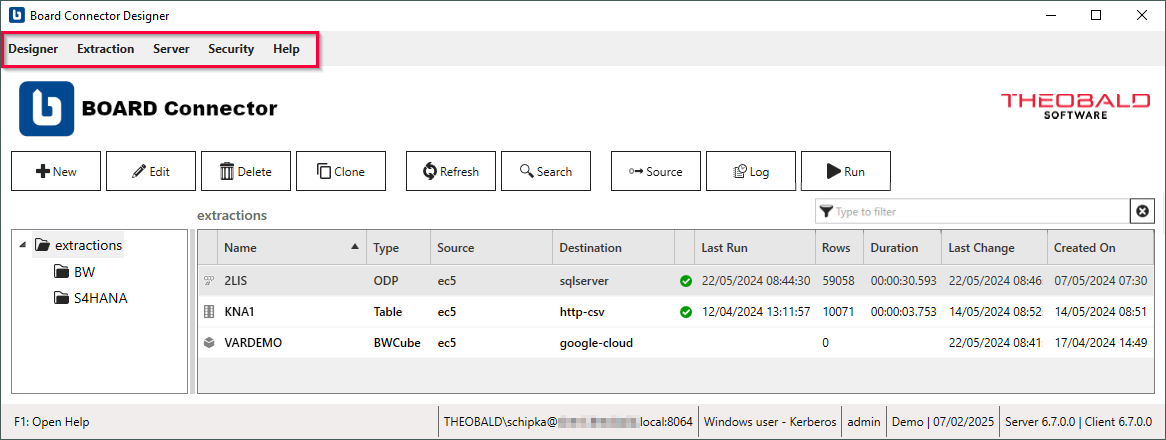 Board Connector Designer
Designer Extraction Server Security Help
BOARD Connector
THEOBALD
SOFTWARE
New Edit Delete Clone Refresh Search Source Log Run
extractions Type to filter
Name Type Source Destination Last Run Rows Duration Last Change Created On
extractions
BW
S4HANA
2LIS ODP ec5 sqlserver 22/05/2024 08:44:30 59058 00:00:30.593 22/05/2024 08:46 07/05/2024 07:30
KNA1 Table ec5 http-csv 12/04/2024 13:11:57 10071 00:00:03.753 14/05/2024 08:52 14/05/2024 08:51
VARDEMO BWCube ec5 google-cloud 0 22/05/2024 08:41 17/04/2024 14:49
F1: Open Help THEOBALD\schipka@ local:8064 Windows user - Kerberos admin Demo | 07/02/2025 Server 6.7.0.0 | Client 6.7.0.0